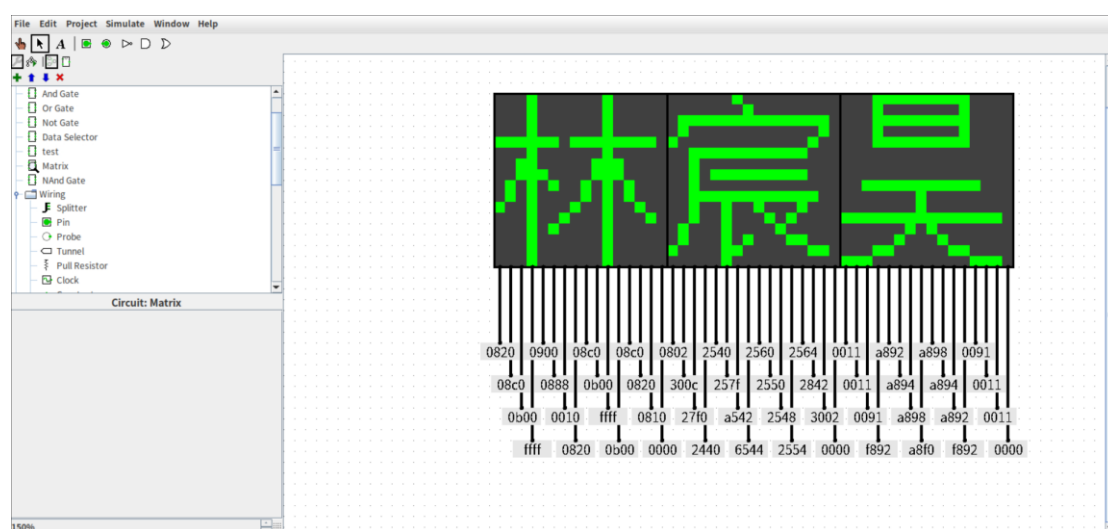 File Edit Project Simulate Window Help
A
And Gate
Or Gate
Not Gate
Data Selector
test
Matrix
NAnd Gate
Wiring
Splitter
Pin
Probe
Tunnel
Pull Resistor
Clock
Circuit: Matrix
150%
林宸昊
0820 0900 08c0 08c0 0802 2540 2560 2564 0011 a892 a898 0091
08c0 0888 0b00 0820 300c 257f 2550 2842 0011 a894 a894 0011
0b00 0010 ffff 0810 27f0 a542 2548 3002 0091 a898 a892 0011
ffff 0820 0b00 0000 2440 6544 2554 0000 f892 a8f0 f892 0000